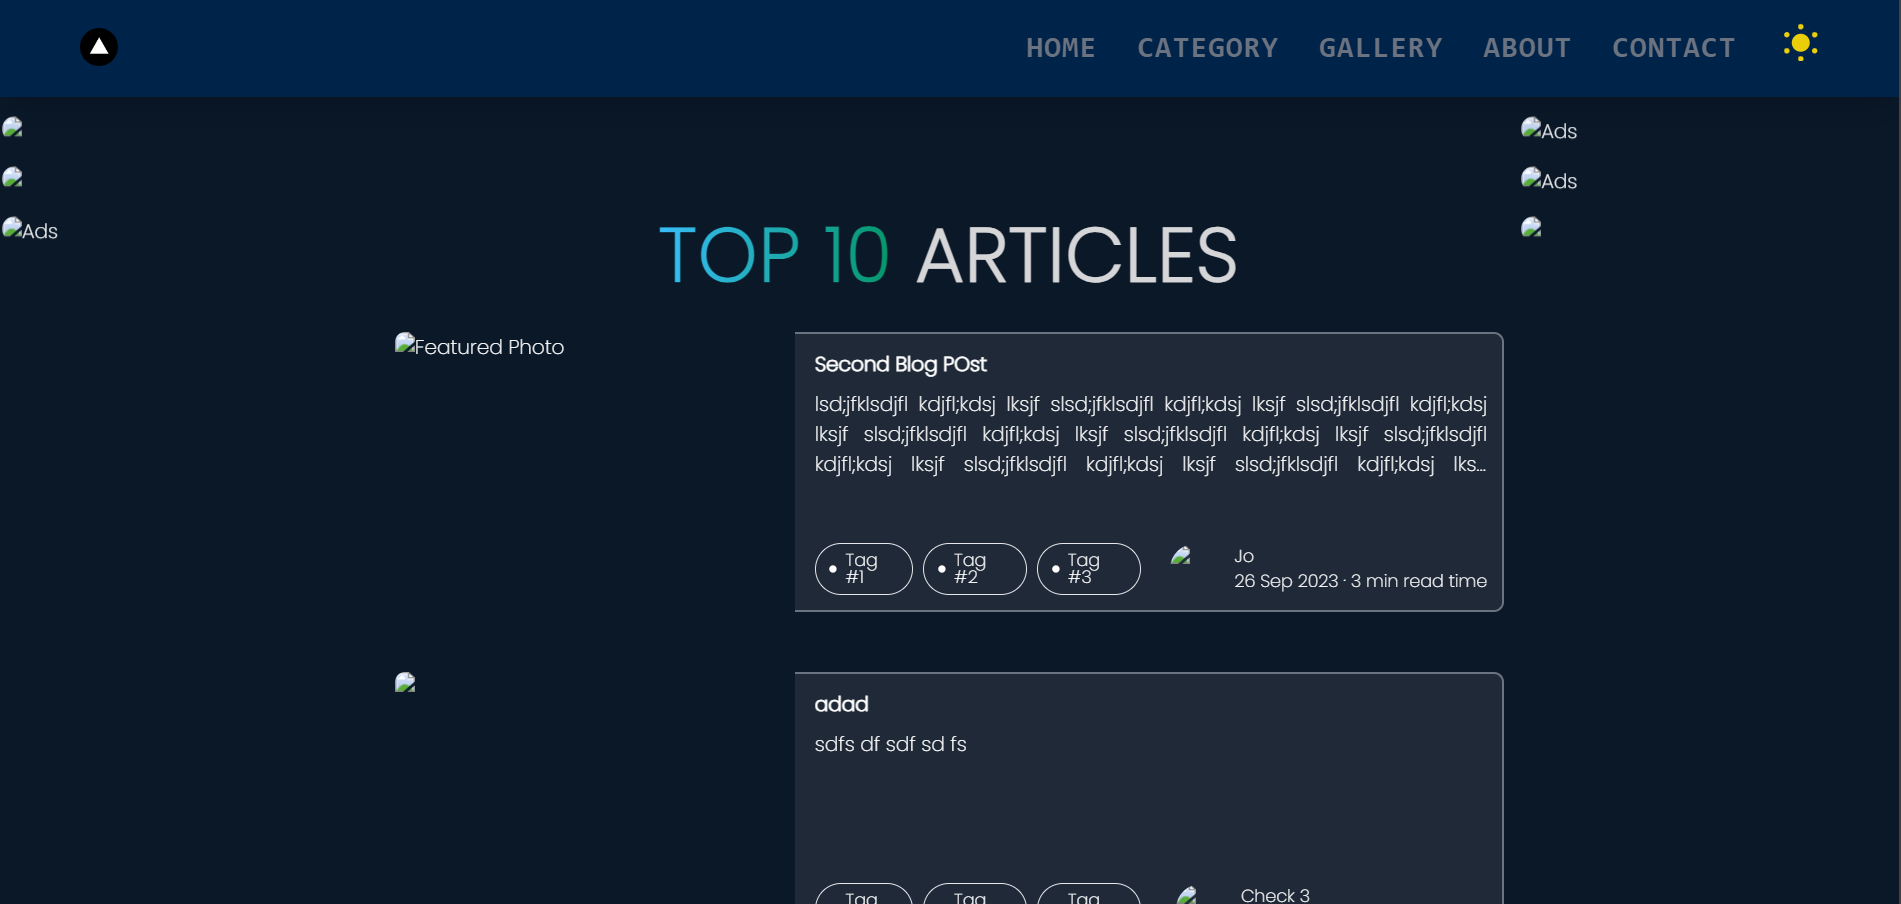 HOME CATEGORY GALLERY ABOUT CONTACT
Ads
Ads
Ads
TOP 10 ARTICLES
Featured Photo
Second Blog POst
lsd;jfklsdjfl kdjfl;kdsj lksjf slsd;jfklsdjfl kdjfl;kdsj lksjf slsd;jfklsdjfl kdjfl;kdsj
lksjf slsd;jfklsdjfl kdjfl;kdsj lksjf slsd;jfklsdjfl kdjfl;kdsj lksjf slsd;jfklsdjfl
kdjfl;kdsj lksjf slsd;jfklsdjfl kdjfl;kdsj lksjf slsd;jfklsdjfl kdjfl;kdsj lks...
Tag #1
Tag #2
Tag #3
Jo
26 Sep 2023 · 3 min read time
adad
sdfs df sdf sd fs
Tag
Tag
Tag
Check 3